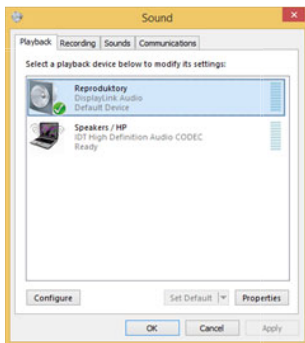 Sound
Playback Recording Sounds Communications
Select a playback device below to modify its settings:
Reproduktory
DisplayLink Audio
Default Device
Speakers / HP
IDT High Definition Audio CODEC
Ready
Configure Set Default Properties
OK Cancel Apply